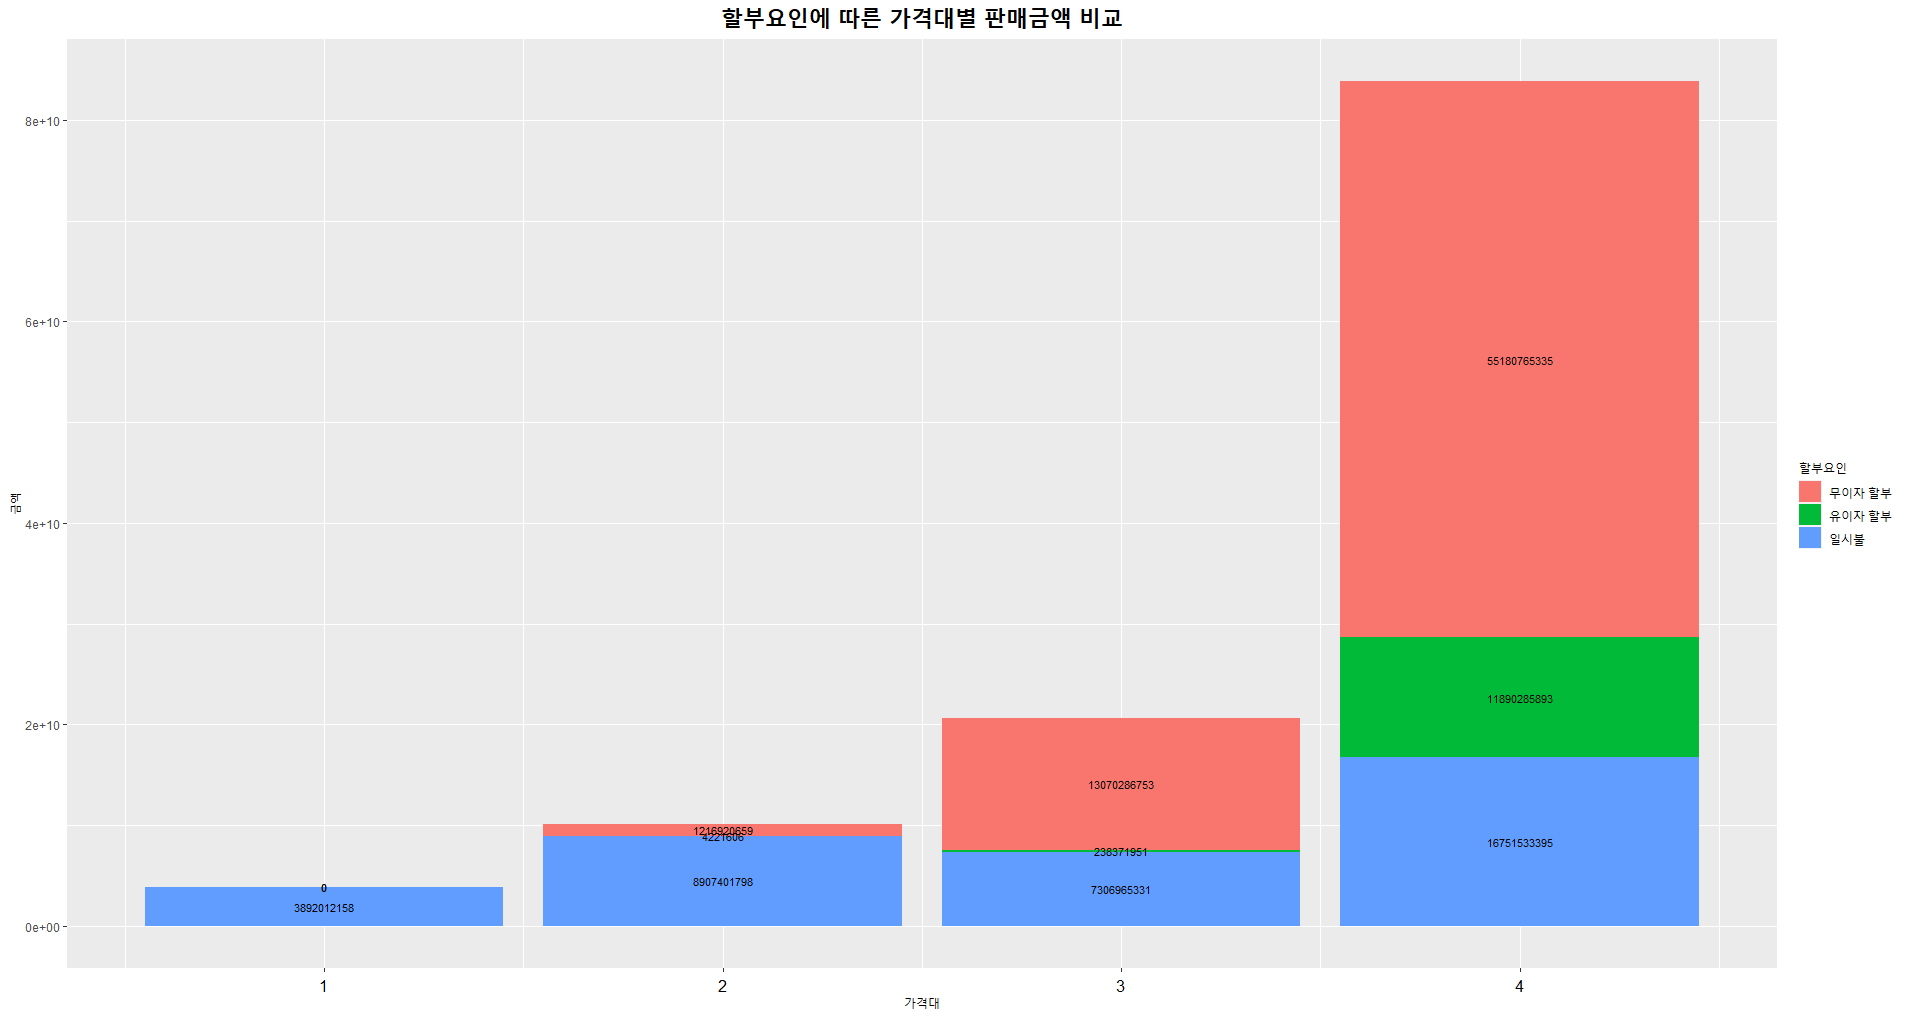 할부요인에 따른 가격대별 판매금액 비교
금액
8e+10
6e+10
4e+10
2e+10
0e+00
0
3892012158
1216920659
4221606
8907401798
13070286753
238371951
7306965331
55180765335
11890285893
16751533395
1 2 3 4
가격대
할부요인
무이자 할부
유이자 할부
일시불